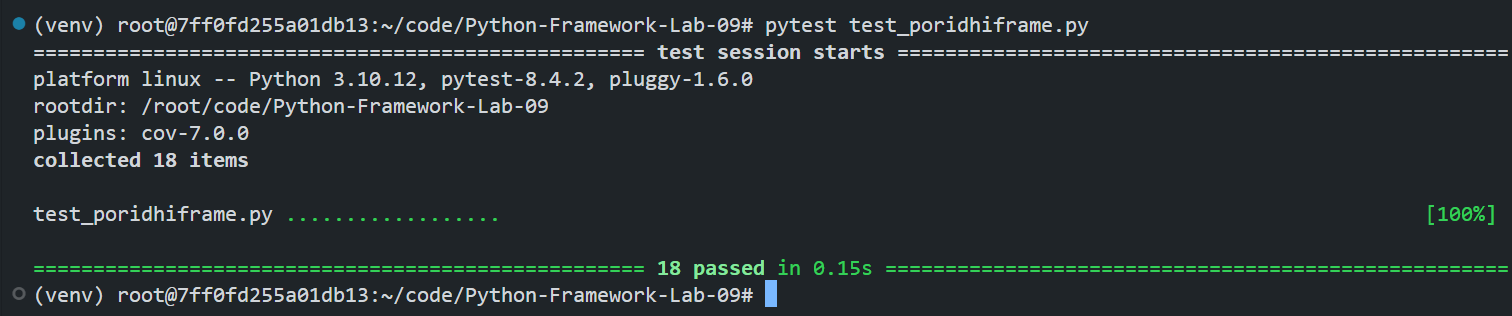 (venv) root@7ff0fd255a01db13:~/code/Python-Framework-Lab-09# pytest test_poridhiframe.py
=================================================== test session starts ===================================================
platform linux -- Python 3.10.12, pytest-8.4.2, pluggy-1.6.0
rootdir: /root/code/Python-Framework-Lab-09
plugins: cov-7.0.0
collected 18 items
test_poridhiframe.py .................. [100%]
=================================================== 18 passed in 0.15s ====================================================
(venv) root@7ff0fd255a01db13:~/code/Python-Framework-Lab-09#